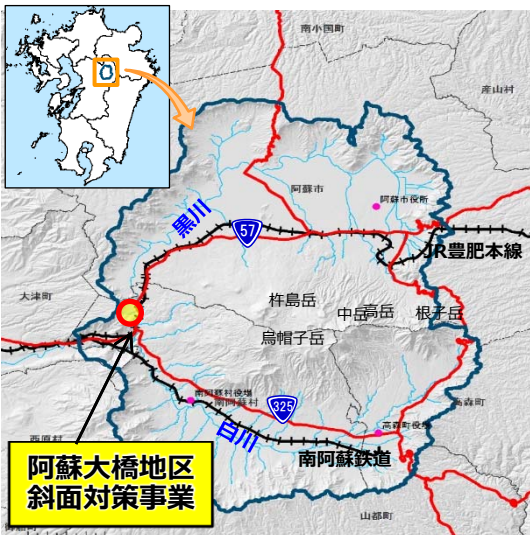 南小国町
産山村
阿蘇市
阿蘇市役所
黒川
57
JR豊肥本線
大津町
杵島岳
中岳
高岳
根子岳
烏帽子岳
南阿蘇村役場
南阿蘇村
325
高森町
高森町役場
白川
南阿蘇鉄道
西原村
阿蘇大橋地区
斜面対策事業
山都町